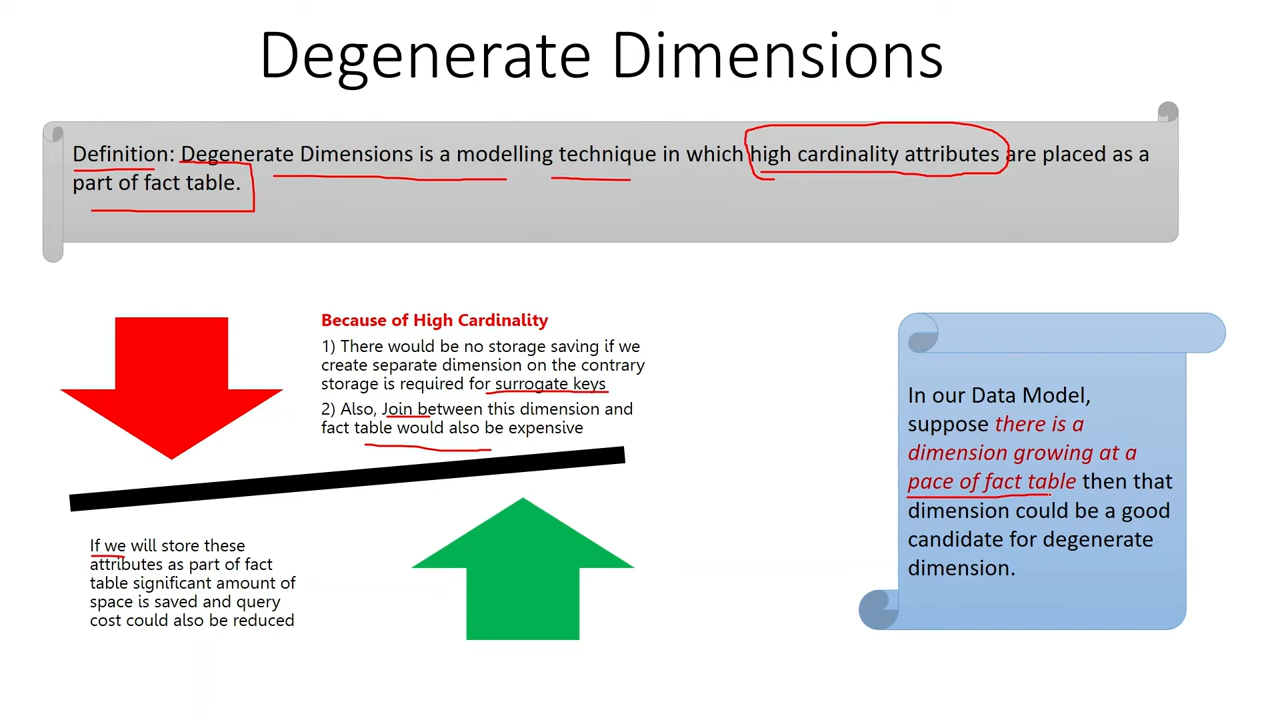 Degenerate Dimensions
Definition: Degenerate Dimensions is a modelling technique in which high cardinality attributes are placed as a
part of fact table.
Because of High Cardinality
1) There would be no storage saving if we
create separate dimension on the contrary
storage is required for surrogate keys
2) Also, Join between this dimension and
fact table would also be expensive
If we will store these
attributes as part of fact
table significant amount of
space is saved and query
cost could also be reduced
In our Data Model,
suppose there is a
dimension growing at a
pace of fact table then that
dimension could be a good
candidate for degenerate
dimension.